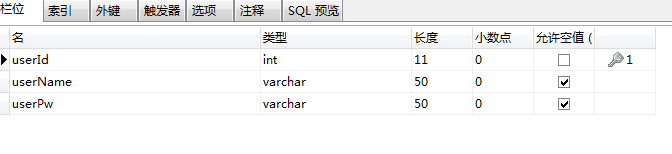 栏位 索引 外键 触发器 选项 注释 SQL 预览
名 类型 长度 小数点 允许空值 (
userId int 11 0 1
userName varchar 50 0
userPw varchar 50 0